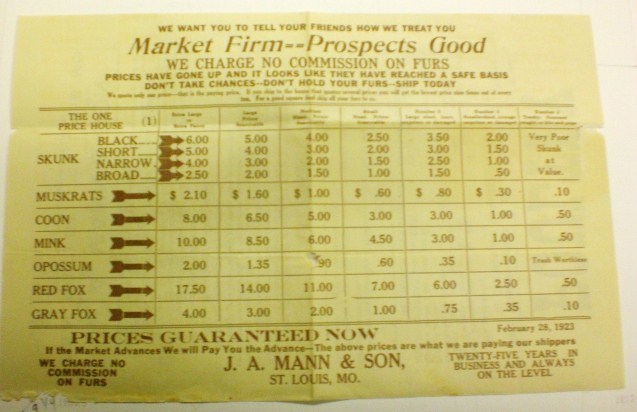 WE WANT YOU TO TELL YOUR FRIENDS HOW WE TREAT YOU
Market Firm--Prospects Good
WE CHARGE NO COMMISSION ON FURS
PRICES HAVE GONE UP AND IT LOOKS LIKE THEY HAVE REACHED A SAFE BASIS
DON'T TAKE CHANCES--DON'T HOLD YOUR FURS--SHIP TODAY
THE ONE PRICE HOUSE (1) Extra Large Large Small
SKUNK
BLACK 6.00 5.00 4.00 2.50 3.50 2.00 Very Poor
SHORT 5.00 4.00 3.00 2.00 3.00 1.50 Skunk
NARROW 4.00 3.00 2.00 1.50 2.50 1.00 at
BROAD 2.50 2.00 1.50 1.00 1.50 .50 Value.
MUSKRATS $ 2.10 $ 1.60 $ 1.00 $ .60 $ .80 $ .30 .10
COON 8.00 6.50 5.00 3.00 3.00 1.00 .50
MINK 10.00 8.50 6.00 4.50 3.00 1.00 .50
OPOSSUM 2.00 1.35 .90 .60 .35 .10 Trash Worthless
RED FOX 17.50 14.00 11.00 7.00 6.00 2.50 .50
GRAY FOX 4.00 3.00 2.00 1.00 .75 .35 .10
PRICES GUARANTEED NOW February 28, 1923
If the Market Advances We will Pay You the Advance--The above prices are what we are paying our shippers
WE CHARGE NO
COMMISSION
ON FURS
J. A. MANN & SON,
ST. LOUIS, MO.
TWENTY-FIVE YEARS IN
BUSINESS AND ALWAYS
ON THE LEVEL